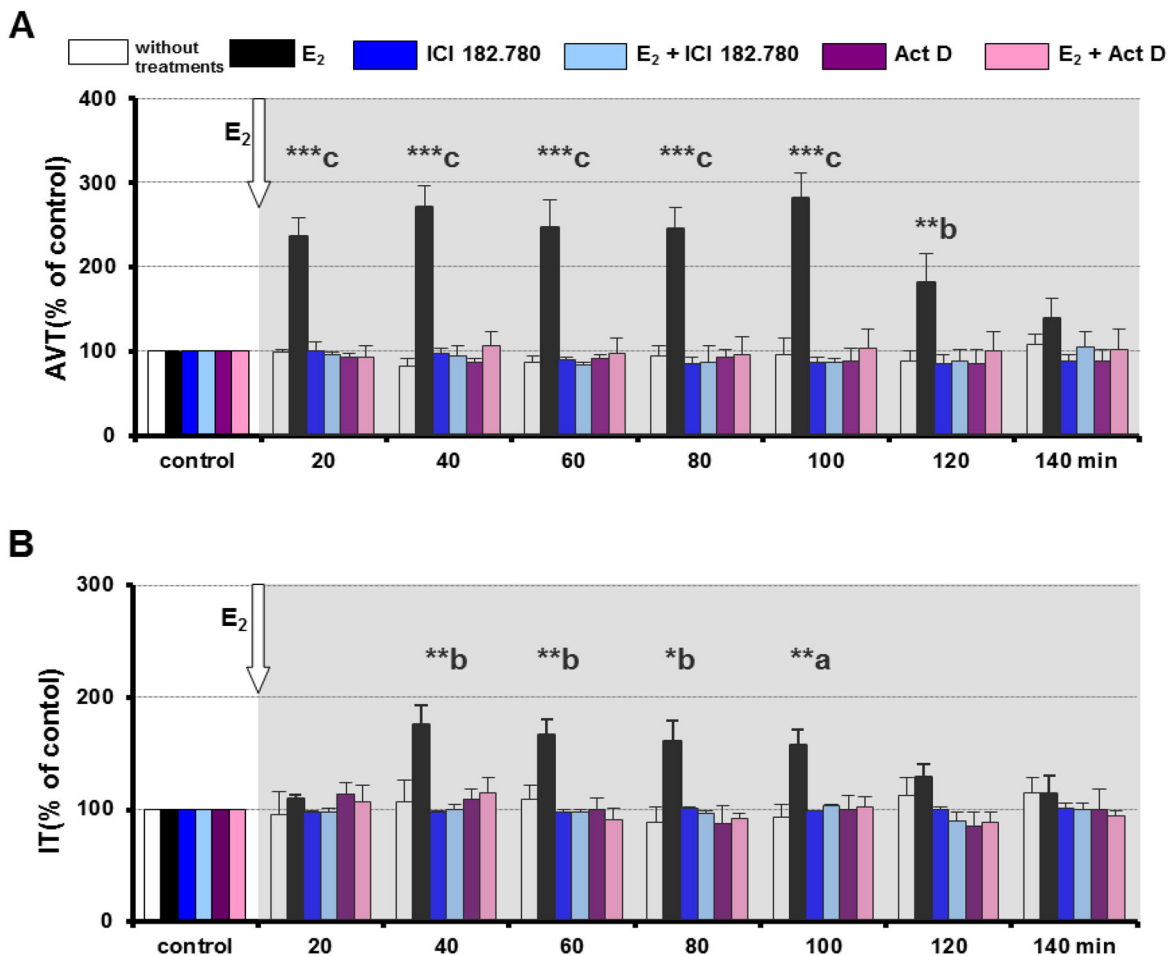 A
without treatments E₂ ICI 182.780 E₂ + ICI 182.780 Act D E₂ + Act D
400
E₂
***c ***c ***c ***c ***c
300
**b
200
100
0
AVT(% of control)
control 20 40 60 80 100 120 140 min
B
300
E₂
**b **b *b **a
200
100
0
IT(% of contol)
control 20 40 60 80 100 120 140 min